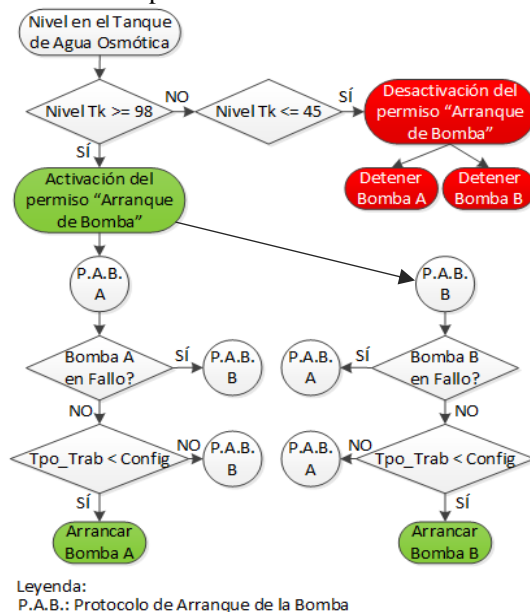 Nivel en el Tanque
de Agua Osmótica
Nivel Tk >= 98
NO
Nivel Tk <= 45
SÍ
Desactivación del
permiso “Arranque
de Bomba”
SÍ
Detener
Bomba A
Detener
Bomba B
Activación del
permiso “Arranque
de Bomba”
P.A.B.
A
P.A.B.
B
Bomba A
en Fallo?
SÍ
P.A.B.
B
P.A.B.
A
SÍ
Bomba B
en Fallo?
NO
NO
Tpo_Trab < Config
NO
P.A.B.
B
P.A.B.
A
NO
Tpo_Trab < Config
SÍ
SÍ
Arrancar
Bomba A
Arrancar
Bomba B
Leyenda:
P.A.B.: Protocolo de Arranque de la Bomba